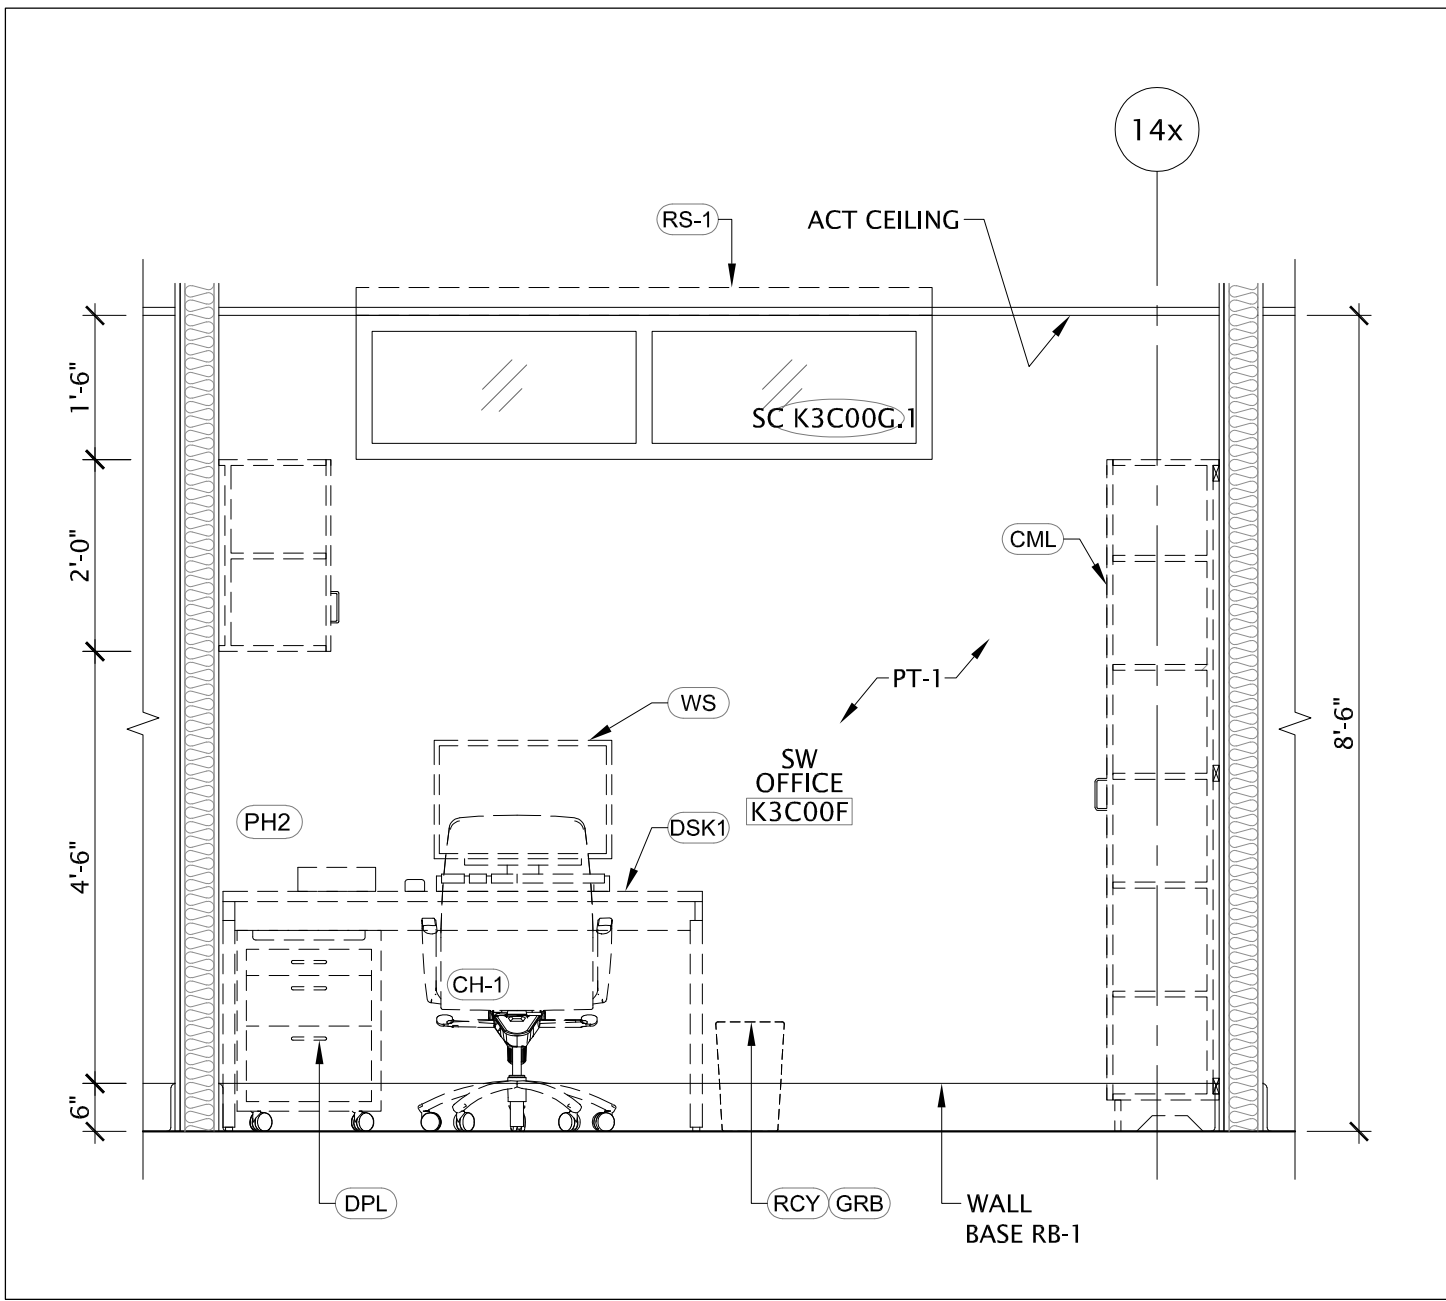 14x
RS-1
ACT CEILING
1'-6"
SC K3C00G.1
2'-0"
CML
PT-1
WS
8'-6"
SW
OFFICE
K3C00F
PH2
DSK1
4'-6"
CH-1
6"
DPL
RCY GRB
WALL
BASE RB-1